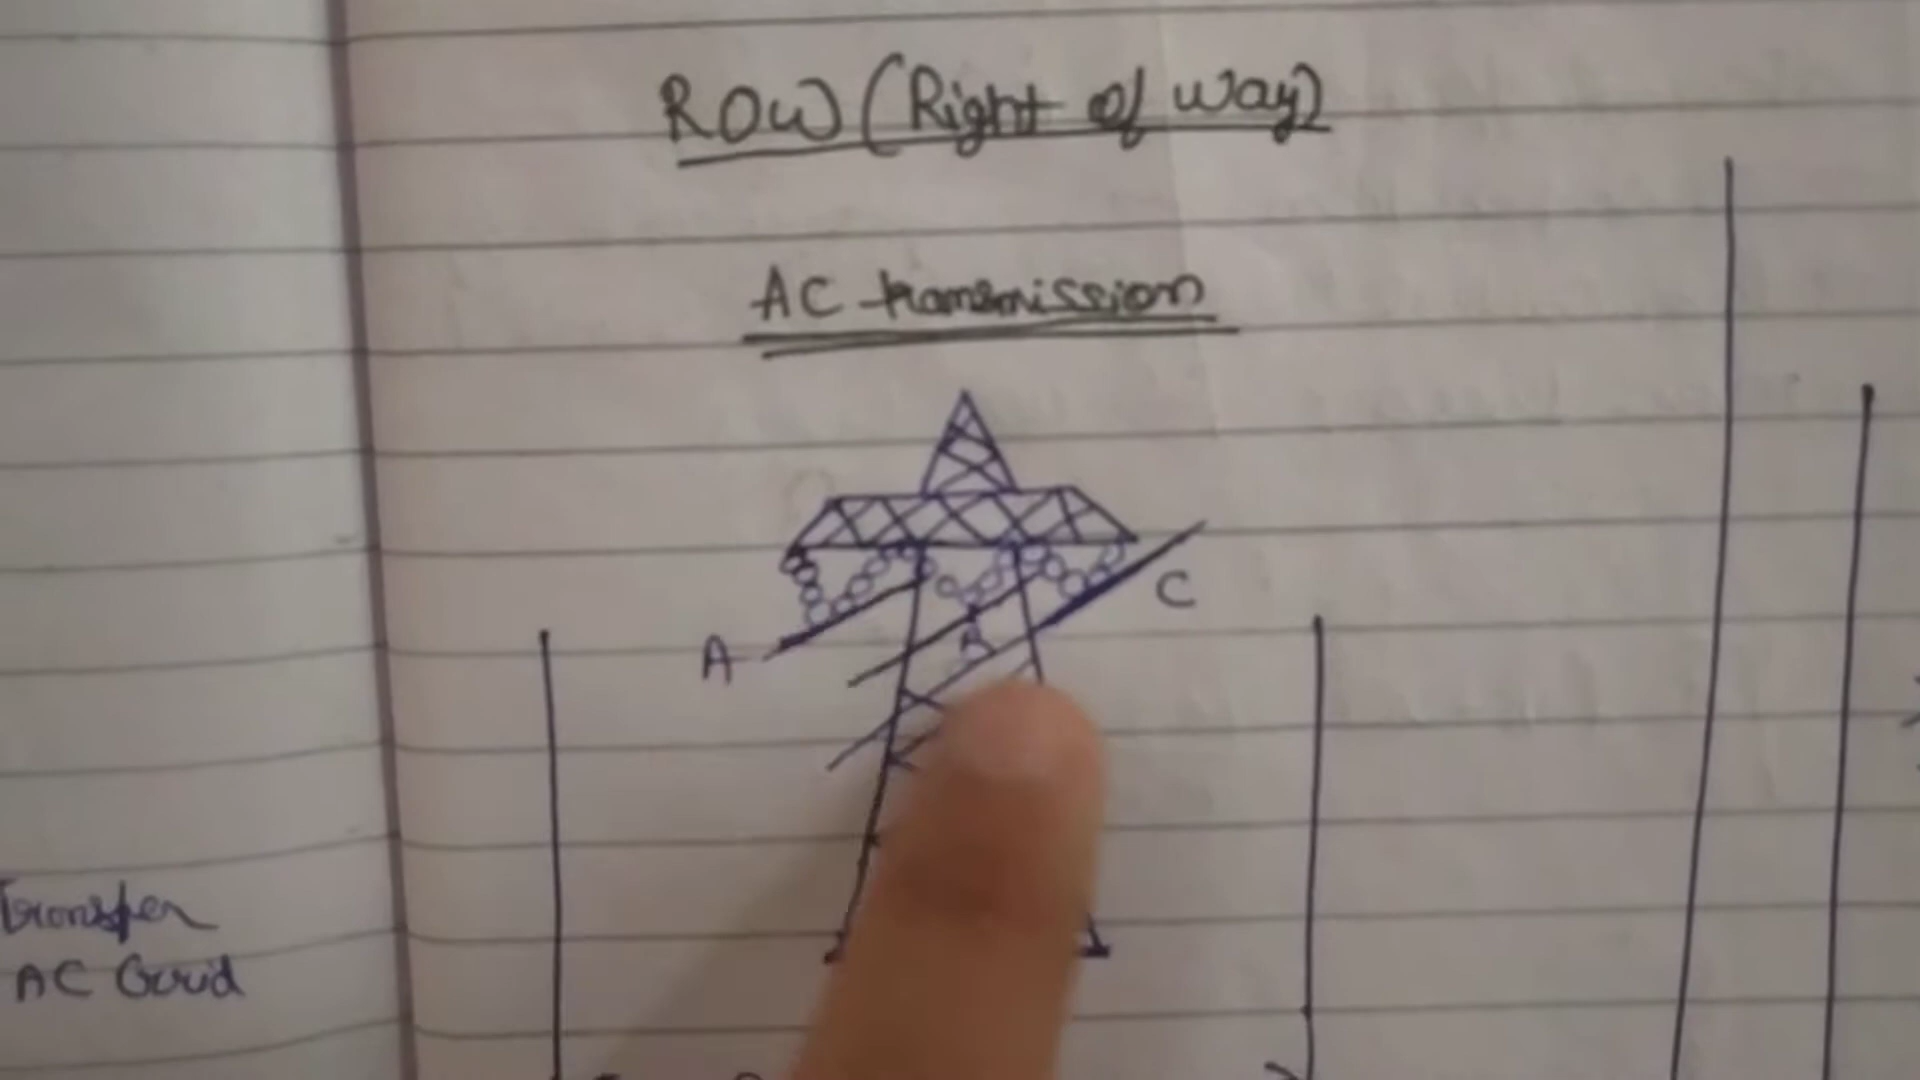 ROW (Right of Way)
AC transmission
A
B
C
Transfer
AC Grid